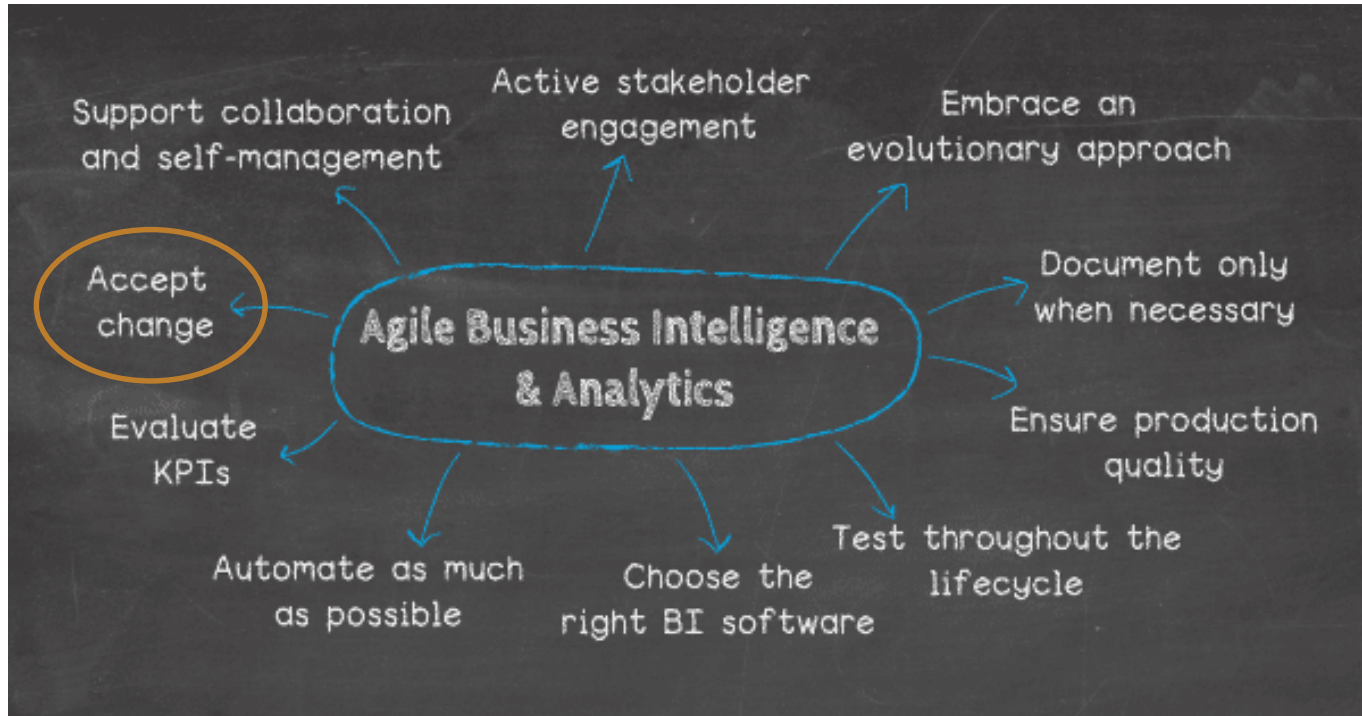 Active stakeholder
engagement
Support collaboration
and self-management
Embrace an
evolutionary approach
Accept
change
Document only
when necessary
Agile Business Intelligence
& Analytics
Evaluate
KPIs
Ensure production
quality
Automate as much
as possible
Choose the
right BI software
Test throughout the
lifecycle